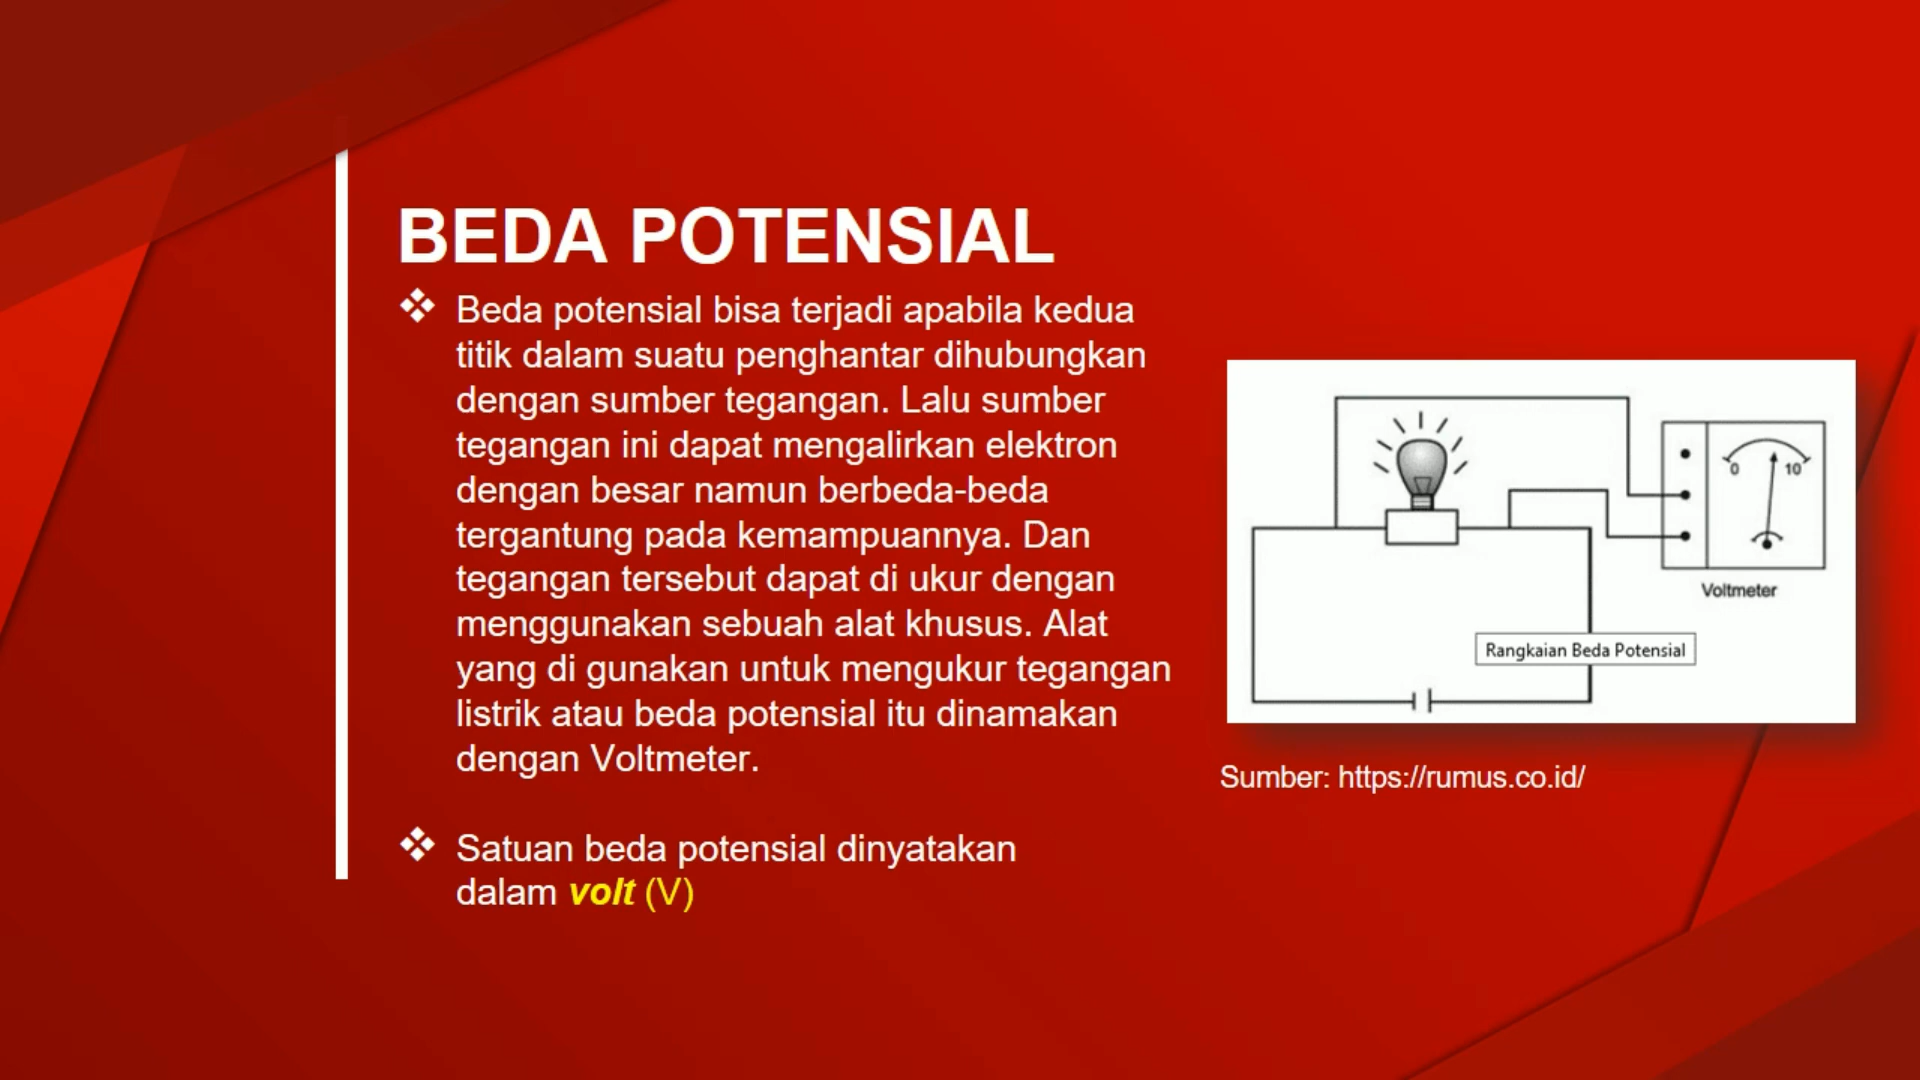 BEDA POTENSIAL
❖ Beda potensial bisa terjadi apabila kedua
titik dalam suatu penghantar dihubungkan
dengan sumber tegangan. Lalu sumber
tegangan ini dapat mengalirkan elektron
dengan besar namun berbeda-beda
tergantung pada kemampuannya. Dan
tegangan tersebut dapat di ukur dengan
menggunakan sebuah alat khusus. Alat
yang di gunakan untuk mengukur tegangan
listrik atau beda potensial itu dinamakan
dengan Voltmeter.
❖ Satuan beda potensial dinyatakan
dalam volt (V)
0 10
Voltmeter
Rangkaian Beda Potensial
Sumber: https://rumus.co.id/